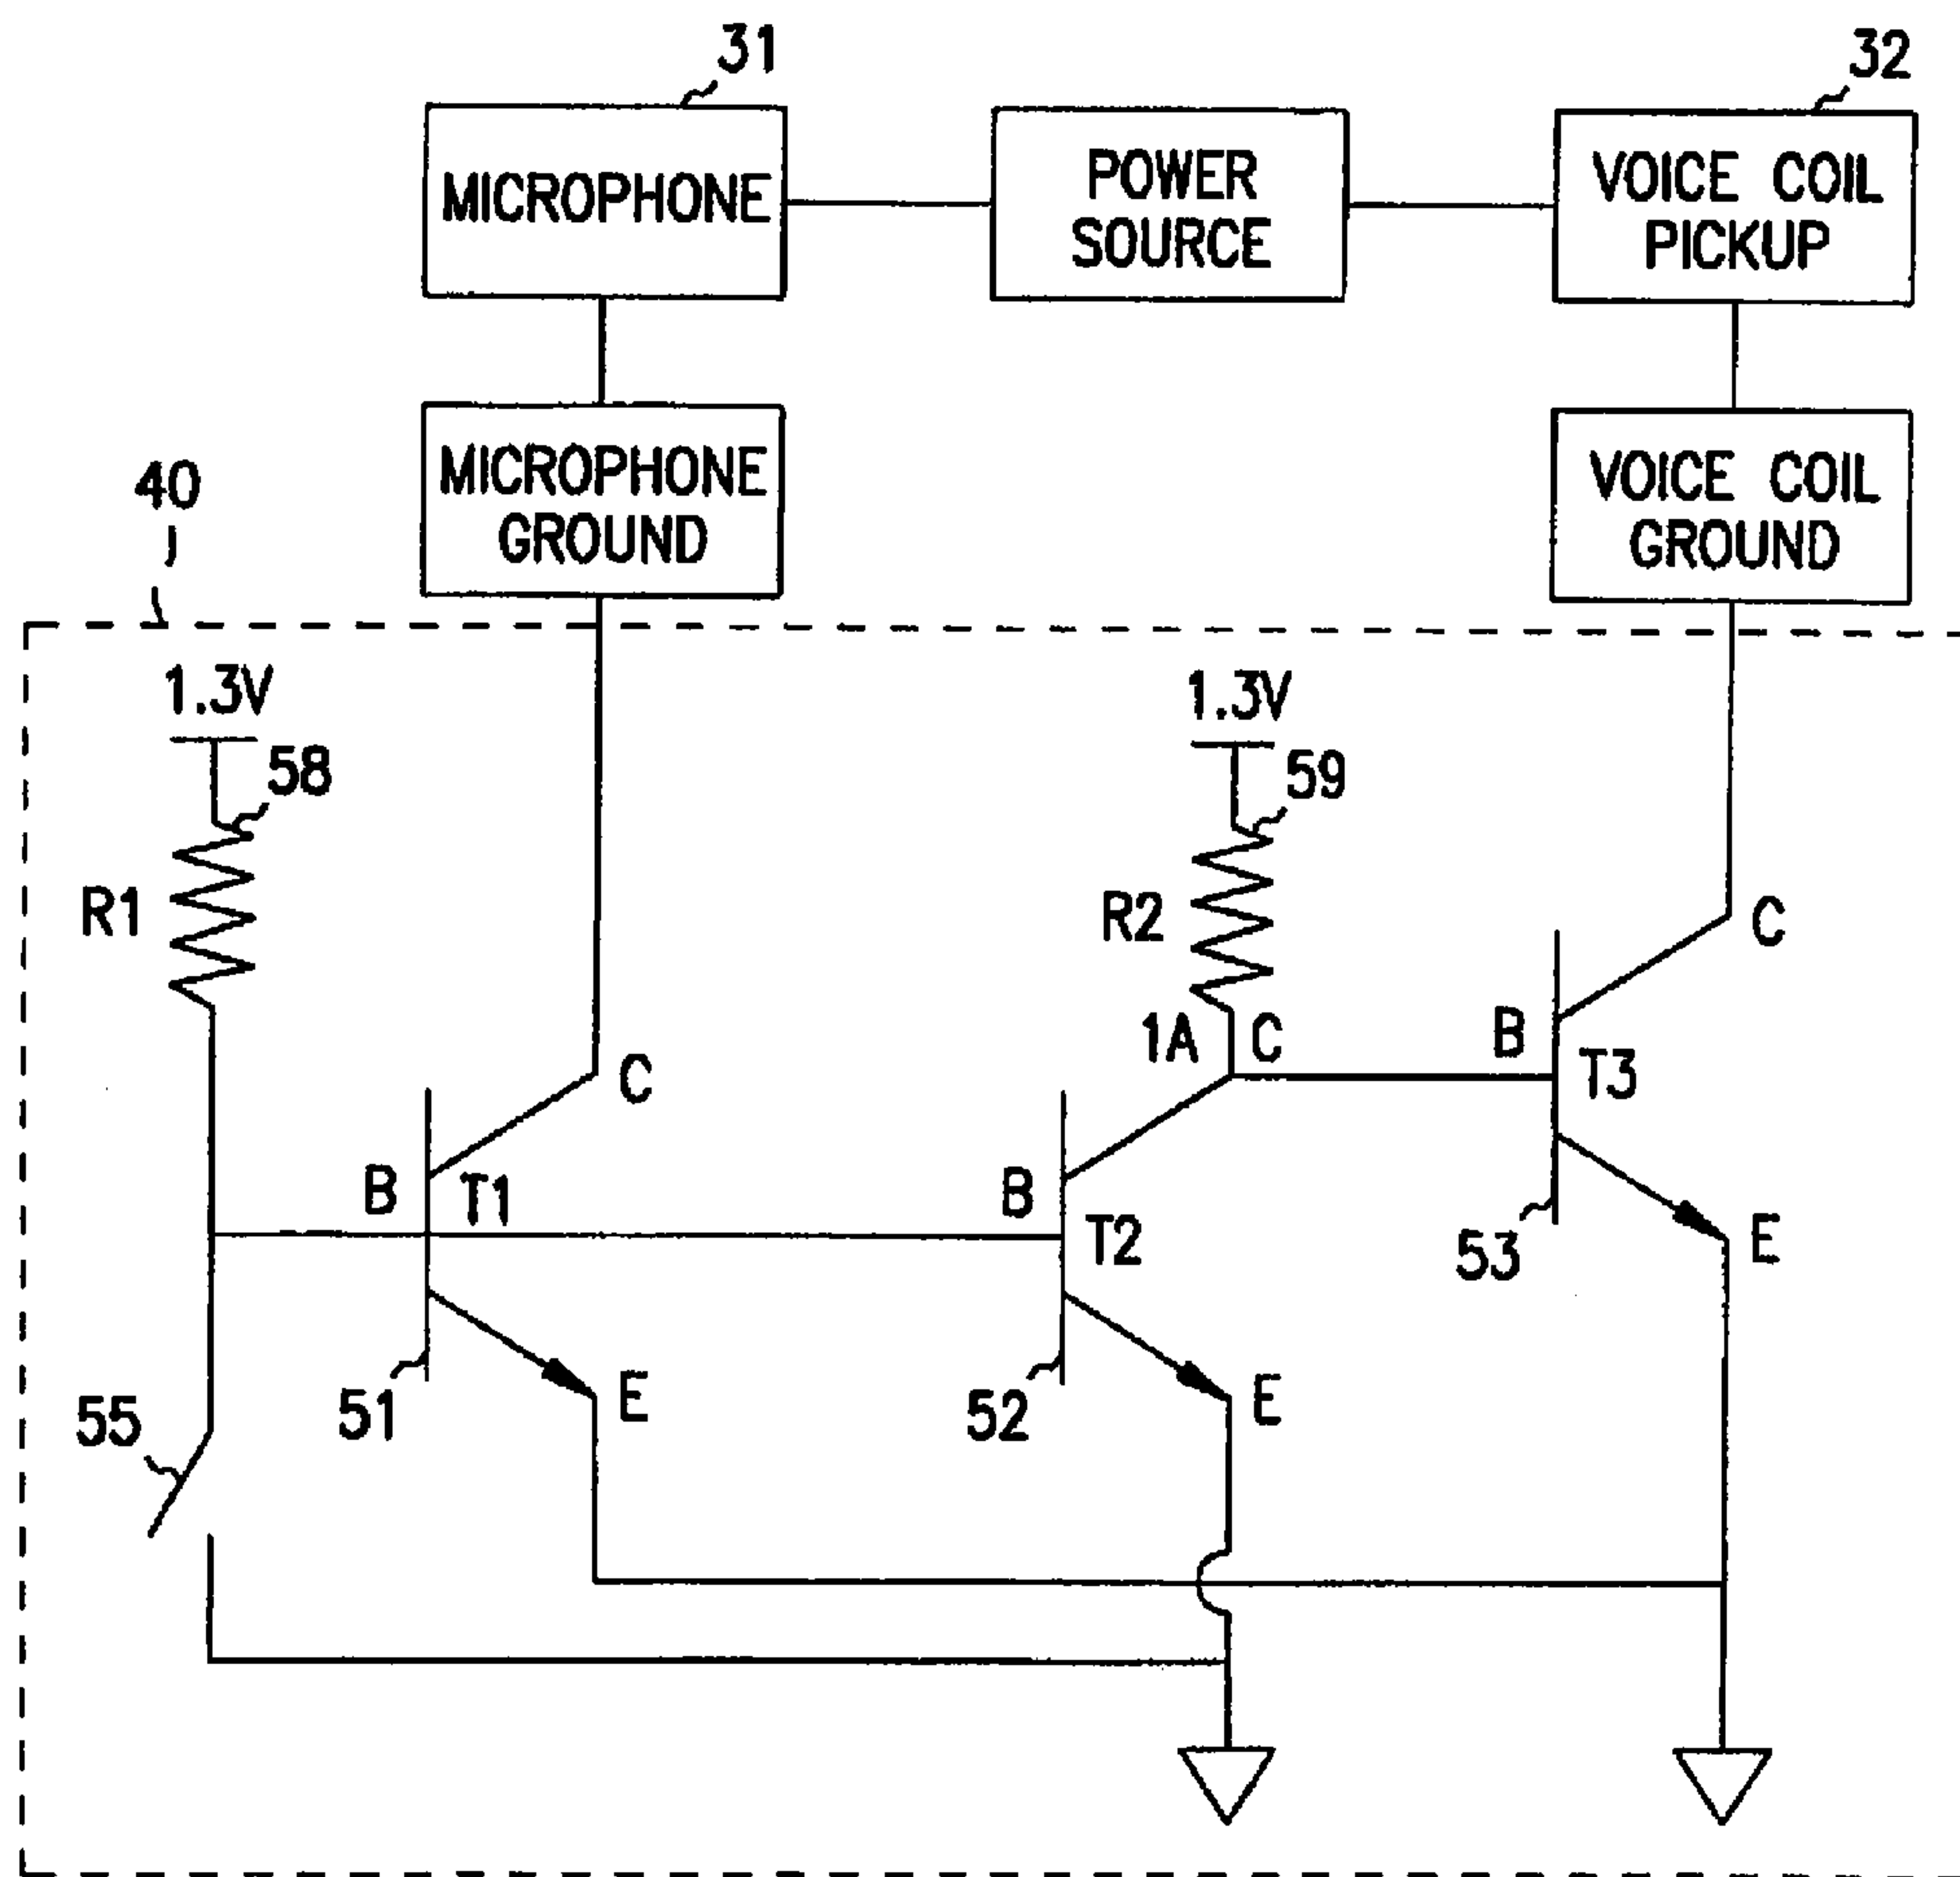 31
32
MICROPHONE
POWER
SOURCE
VOICE COIL
PICKUP
MICROPHONE
GROUND
VOICE COIL
GROUND
40
1.3V
58
R1
1.3V
59
R2
1A
C
B
T3
C
53
E
B
T1
C
51
E
B
T2
52
E
55